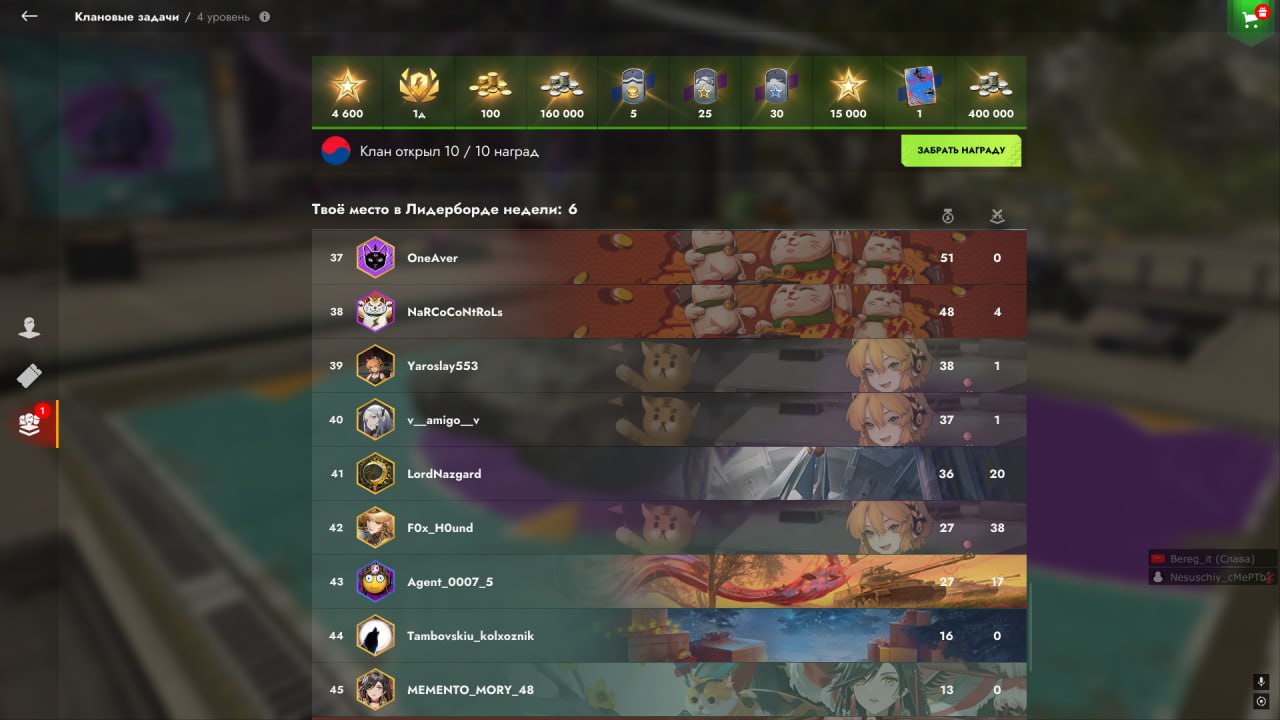 Клановые задачи / 4 уровень
4 600 1д 100 160 000 5 25 30 15 000 1 400 000
Клан открыл 10 / 10 наград
ЗАБРАТЬ НАГРАДУ
Твоё место в Лидерборде недели: 6
37 OneAver 51 0
38 NaRCoCoNtRoLs 48 4
39 Yaroslay553 38 1
40 v__amigo__v 37 1
41 LordNazgard 36 20
1
42 F0x_H0und 27 38
Bereg_it (Слава)
Nesuschiy_cMePTb
43 Agent_0007_5 27 17
44 Tambovskiu_kolxoznik 16 0
45 MEMENTO_MORY_48 13 0